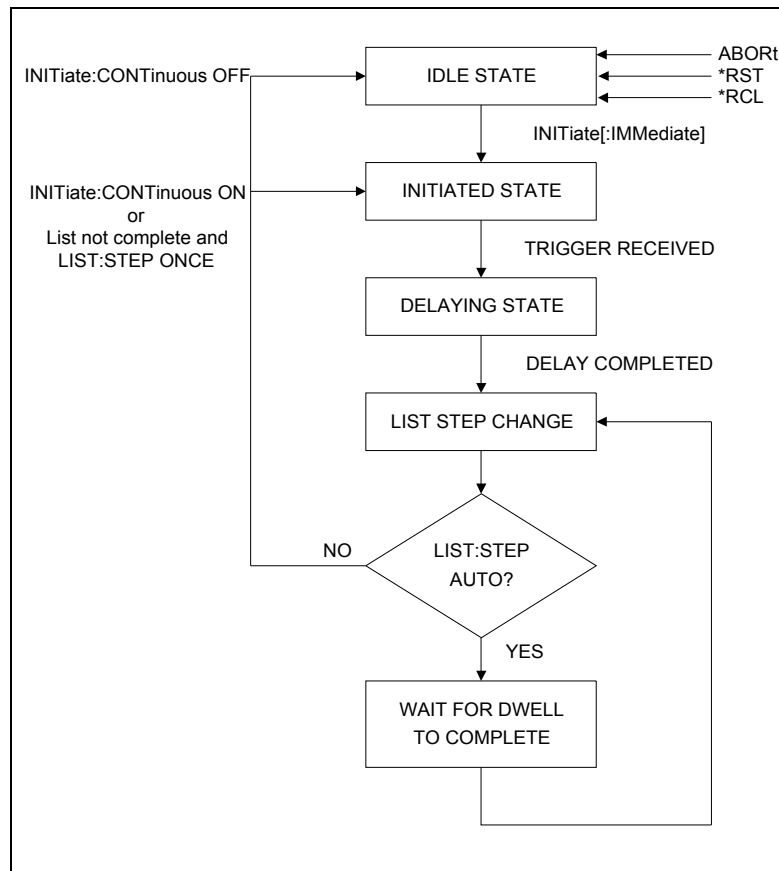 ABORt
INITiate:CONTinuous OFF
IDLE STATE
*RST
*RCL
INITiate[:IMMediate]
INITiate:CONTinuous ON
or
List not complete and
LIST:STEP ONCE
INITIATED STATE
TRIGGER RECEIVED
DELAYING STATE
DELAY COMPLETED
LIST STEP CHANGE
NO
LIST:STEP
AUTO?
YES
WAIT FOR DWELL
TO COMPLETE